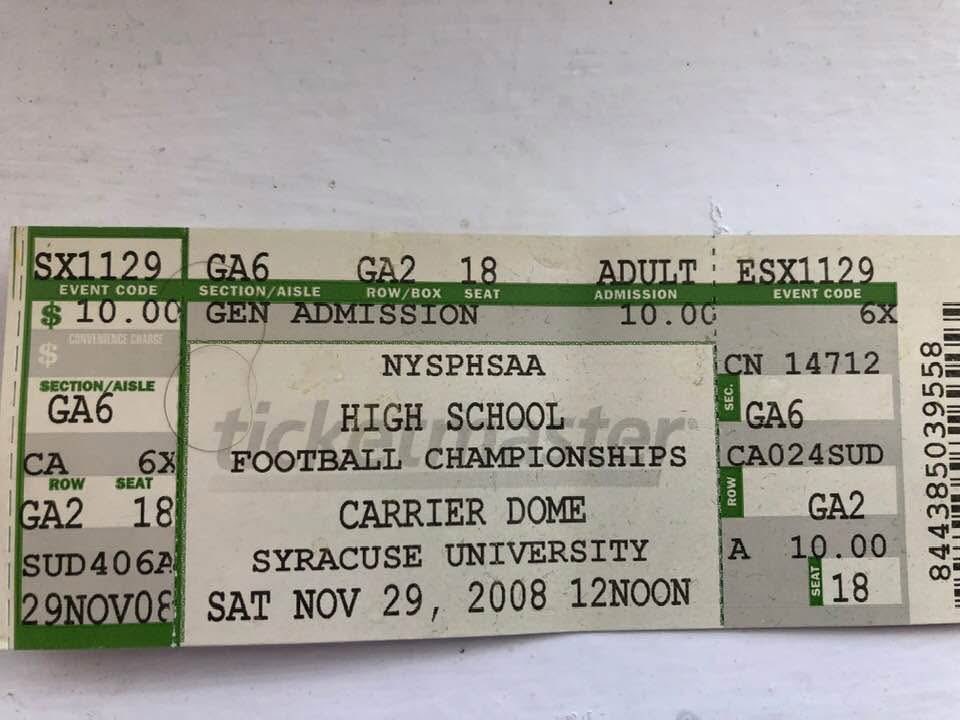 SX1129
EVENT CODE
$ 10.00
CONVENIENCE CHARGE
$
SECTION/AISLE
GA6
CA 6X
ROW SEAT
GA2 18
SUD406A
29NOV08
GA6 GA2 18 ADULT
SECTION/AISLE ROW/BOX SEAT ADMISSION
GEN ADMISSION 10.00
NYSPHSAA
ticketmaster
HIGH SCHOOL
FOOTBALL CHAMPIONSHIPS
CARRIER DOME
SYRACUSE UNIVERSITY
SAT NOV 29, 2008 12NOON
ESX1129
EVENT CODE
6X
CN 14712
SEC.
GA6
CA024SUD
ROW
GA2
A 10.00
SEAT
18
844385039558